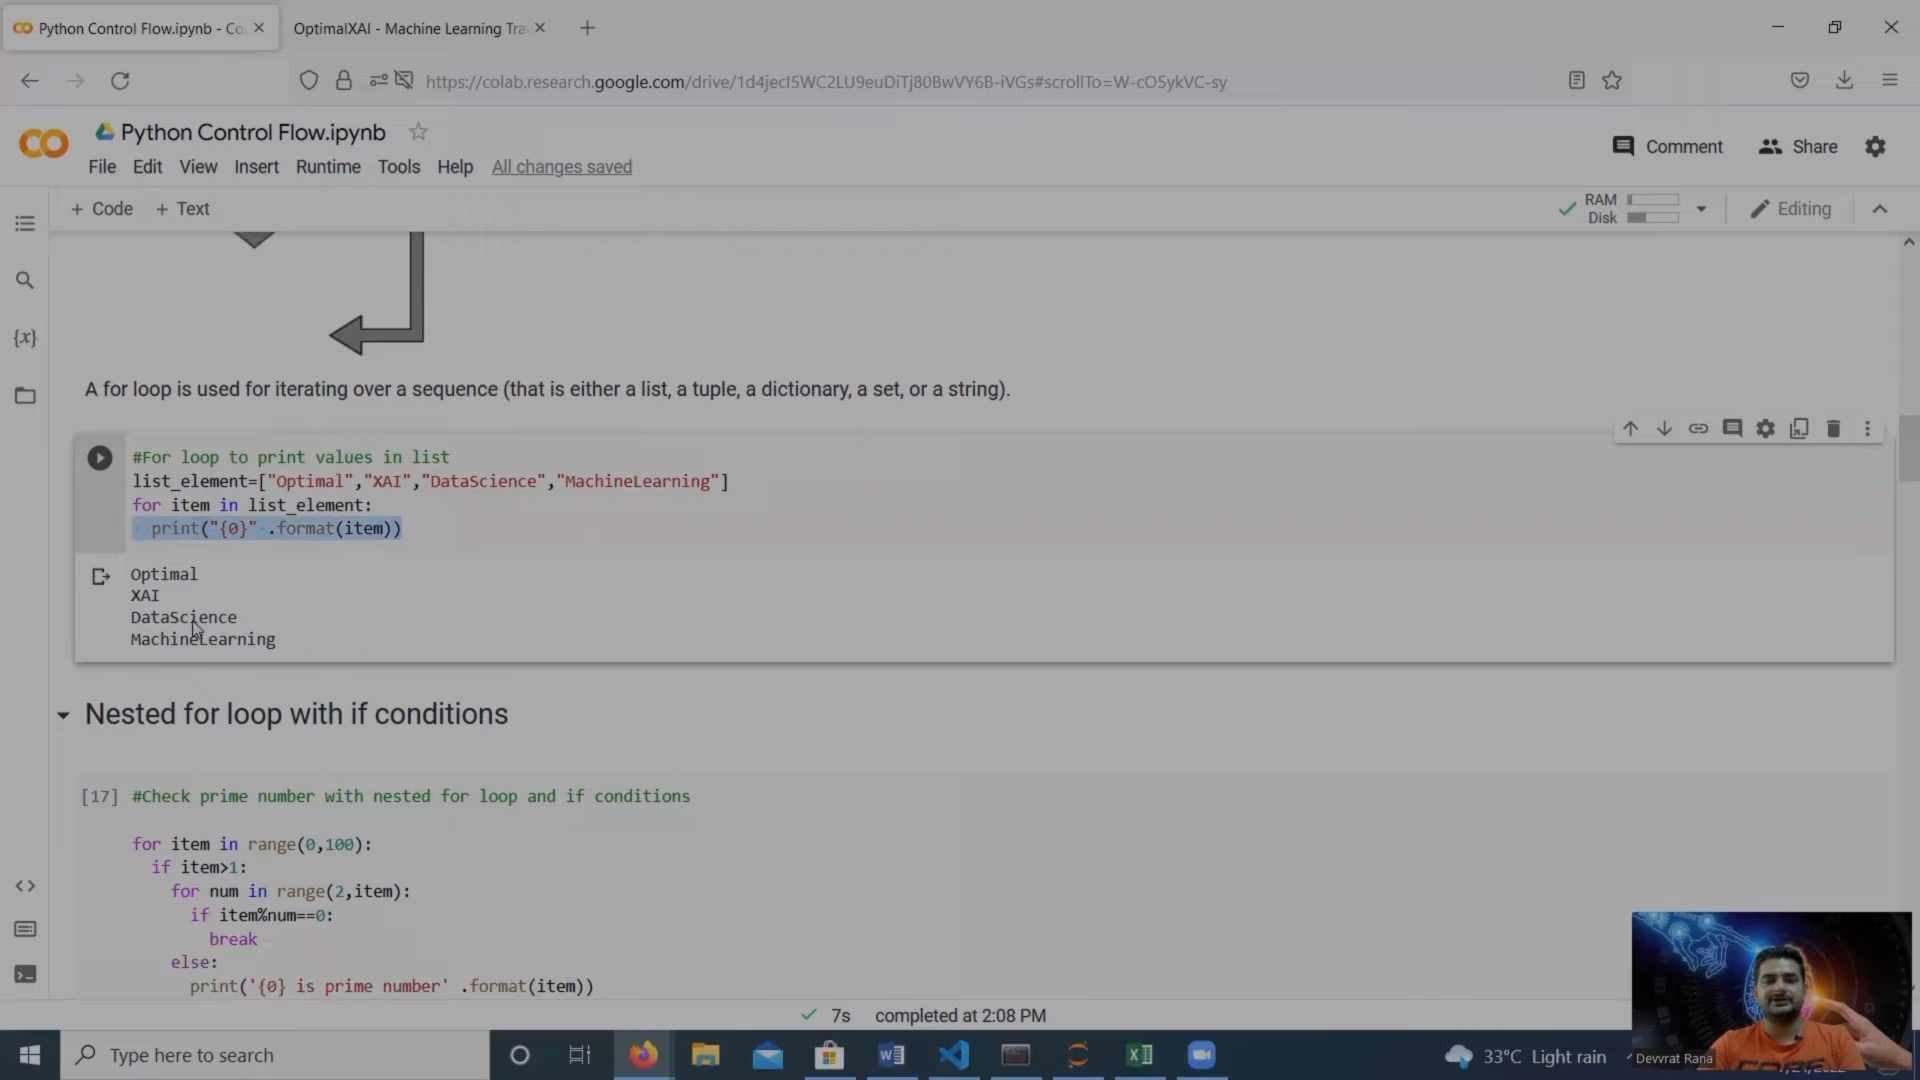 Python Control Flow.ipynb - Co
OptimalXAI - Machine Learning Tra
https://colab.research.google.com/drive/1d4jecI5WC2LU9euDiTj80BwVY6B-iVGs#scrollTo=W-cO5ykVC-sy
CO
Python Control Flow.ipynb
Comment
Share
File Edit View Insert Runtime Tools Help All changes saved
+ Code + Text
RAM
Disk
Editing
{x}
A for loop is used for iterating over a sequence (that is either a list, a tuple, a dictionary, a set, or a string).
#For loop to print values in list
list_element=["Optimal","XAI","DataScience","MachineLearning"]
for item in list_element:
print("{0}" .format(item))
Optimal
XAI
DataScience
MachineLearning
Nested for loop with if conditions
[17] #Check prime number with nested for loop and if conditions
for item in range(0,100):
if item>1:
for num in range(2,item):
if item%num==0:
break
else:
print('{0} is prime number' .format(item))
7s completed at 2:08 PM
Type here to search
33°C Light rain
Devvrat Rana